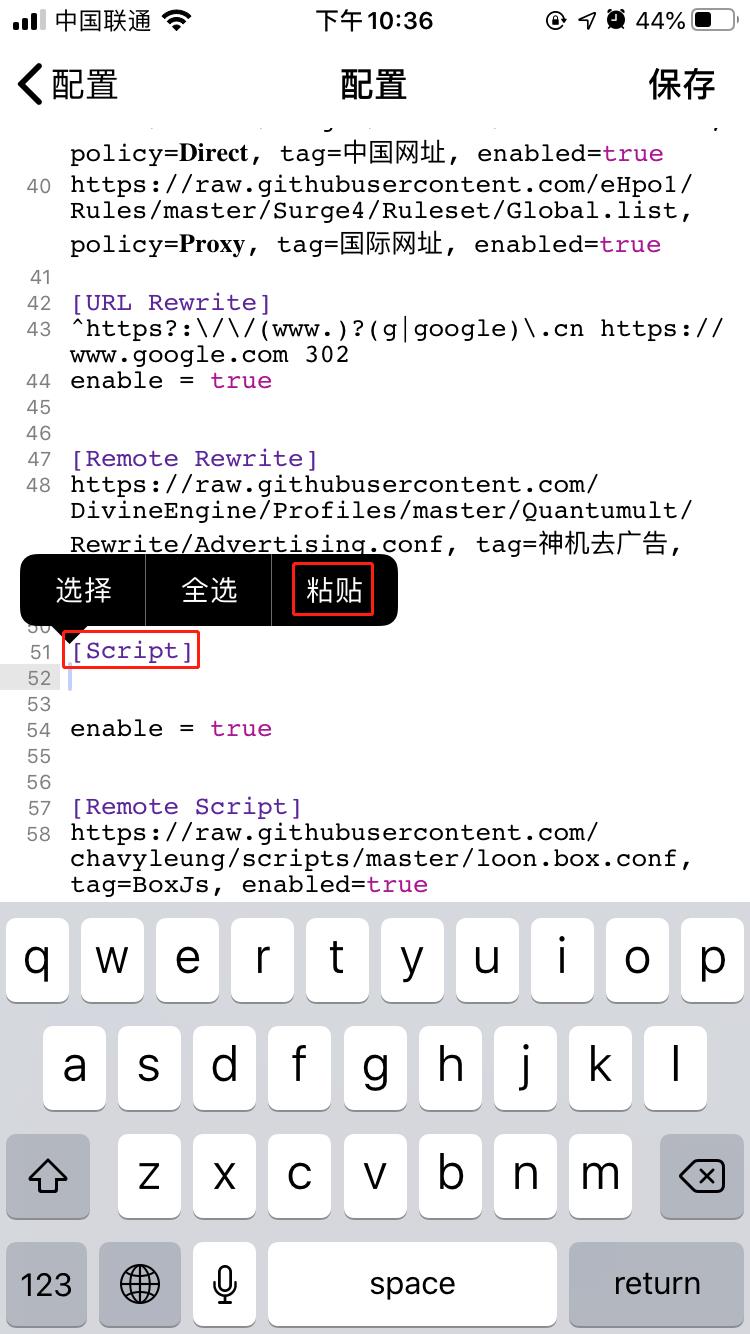 中国联通 下午10:36 44%
配置 配置 保存
policy=Direct, tag=中国网址, enabled=true
40 https://raw.githubusercontent.com/eHpo1/
Rules/master/Surge4/Ruleset/Global.list,
policy=Proxy, tag=国际网址, enabled=true
41
42 [URL Rewrite]
43 ^https?:\/\/(www.)?(g|google)\.cn https://
www.google.com 302
44 enable = true
45
46
47 [Remote Rewrite]
48 https://raw.githubusercontent.com/
DivineEngine/Profiles/master/Quantumult/
Rewrite/Advertising.conf, tag=神机去广告,
选择 全选 粘贴
50
51 [Script]
52
53
54 enable = true
55
56
57 [Remote Script]
58 https://raw.githubusercontent.com/
chavyleung/scripts/master/loon.box.conf,
tag=BoxJs, enabled=true
q w e r t y u i o p
a s d f g h j k l
z x c v b n m
123 space return